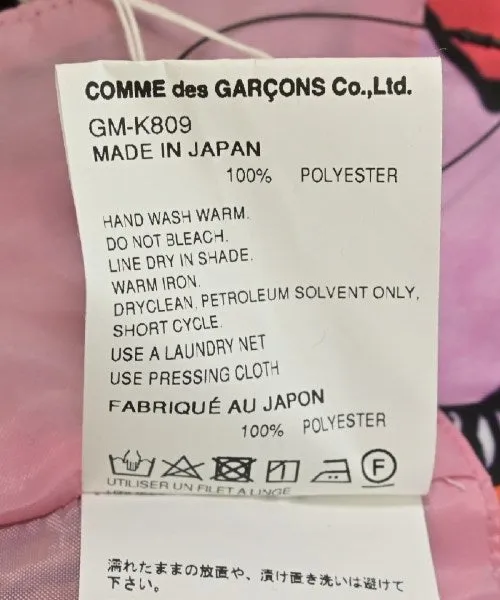 COMME des GARÇONS Co.,Ltd.
GM-K809
MADE IN JAPAN
100% POLYESTER
HAND WASH WARM.
DO NOT BLEACH.
LINE DRY IN SHADE.
WARM IRON.
DRYCLEAN, PETROLEUM SOLVENT ONLY,
SHORT CYCLE.
USE A LAUNDRY NET
USE PRESSING CLOTH
FABRIQUÉ AU JAPON
100% POLYESTER
F
UTILISER UN FILET A LINGE
濡れたままの放置や、漬け置き洗いは避けて
下さい。